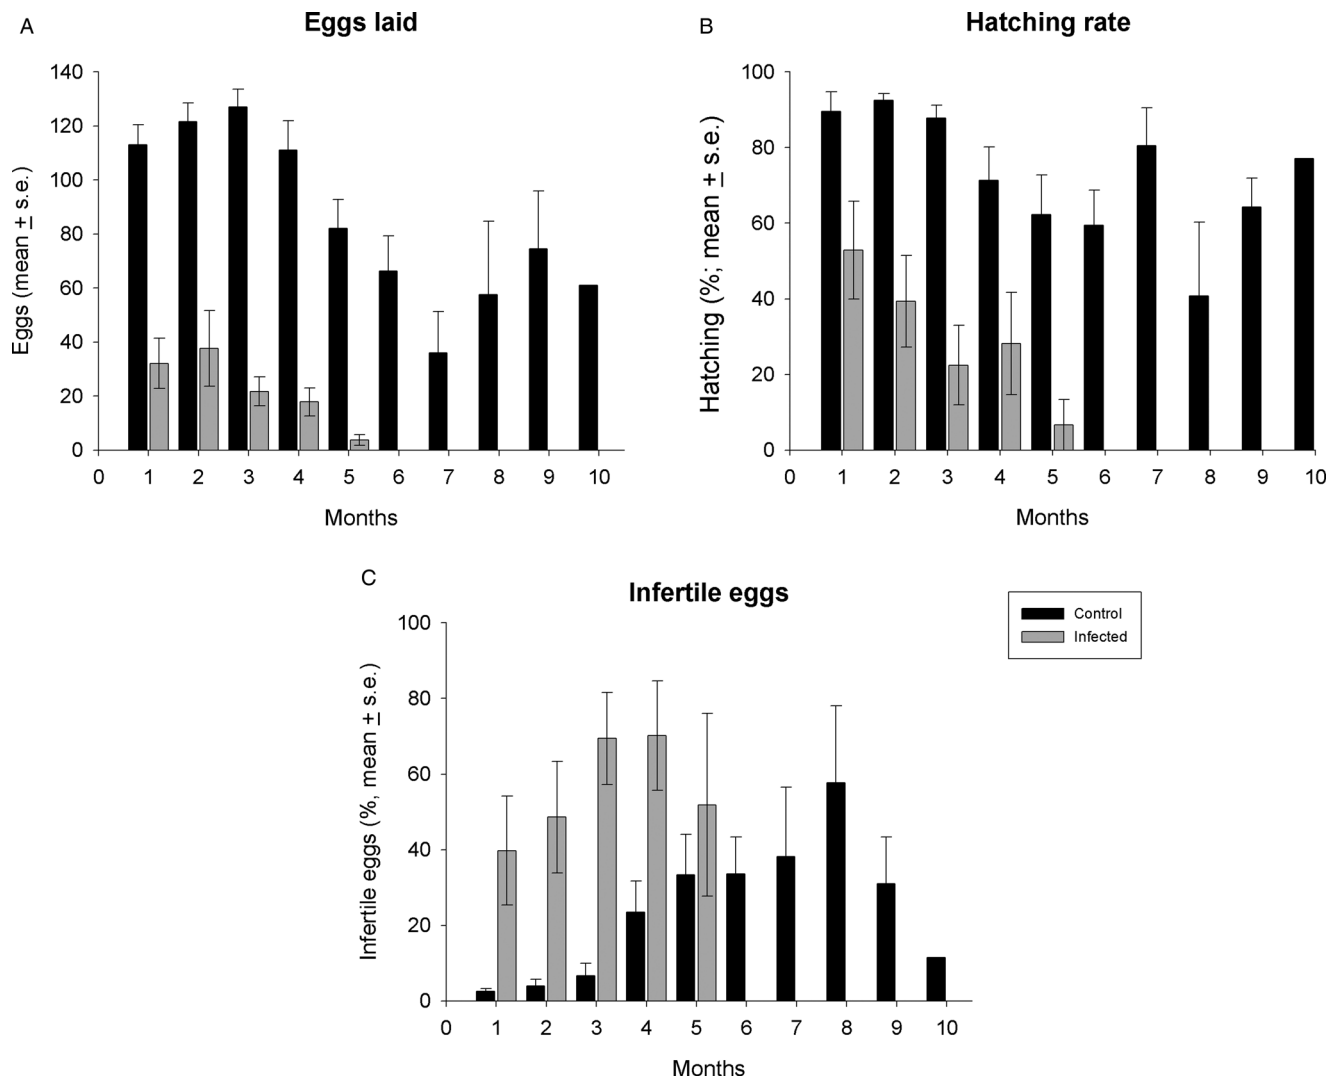 A
Eggs laid
Eggs (mean ± s.e.)
140
120
100
80
60
40
20
0
0 1 2 3 4 5 6 7 8 9 10
Months
B
Hatching rate
Hatching (%; mean ± s.e.)
100
80
60
40
20
0
0 1 2 3 4 5 6 7 8 9 10
Months
C
Infertile eggs
Infertile eggs (%, mean ± s.e.)
100
80
60
40
20
0
0 1 2 3 4 5 6 7 8 9 10
Months
Control
Infected